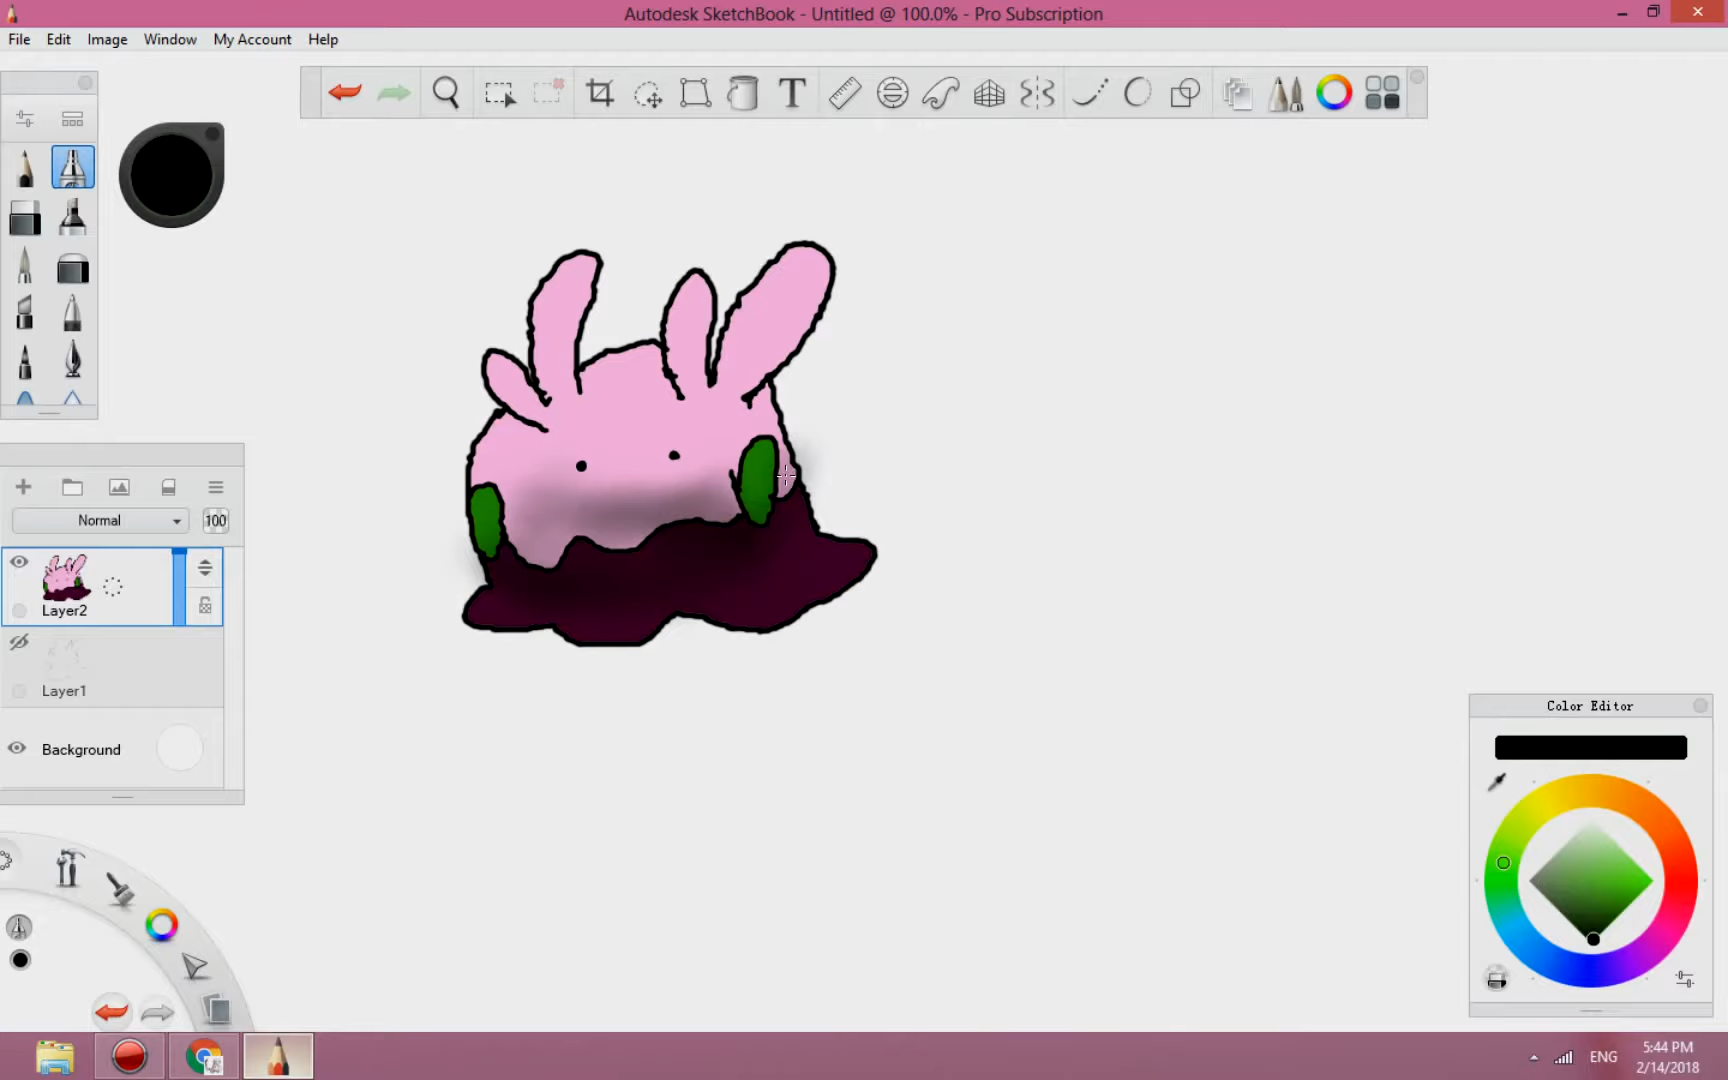 Autodesk SketchBook - Untitled @ 100.0% - Pro Subscription
File Edit Image Window My Account Help
T
Normal 100
Layer2
Layer1
Background
Color Editor
ENG
5:44 PM
2/14/2018